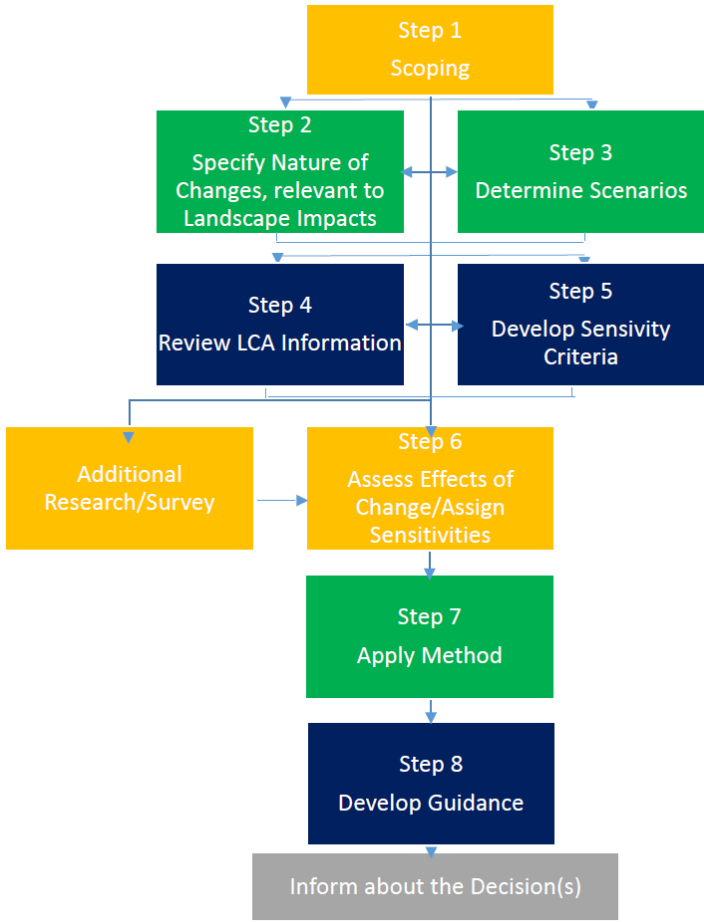 Step 1
Scoping
Step 2
Specify Nature of
Changes, relevant to
Landscape Impacts
Step 3
Determine Scenarios
Step 4
Review LCA Information
Step 5
Develop Sensivity
Criteria
Additional
Research/Survey
Step 6
Assess Effects of
Change/Assign
Sensitivities
Step 7
Apply Method
Step 8
Develop Guidance
Inform about the Decision(s)